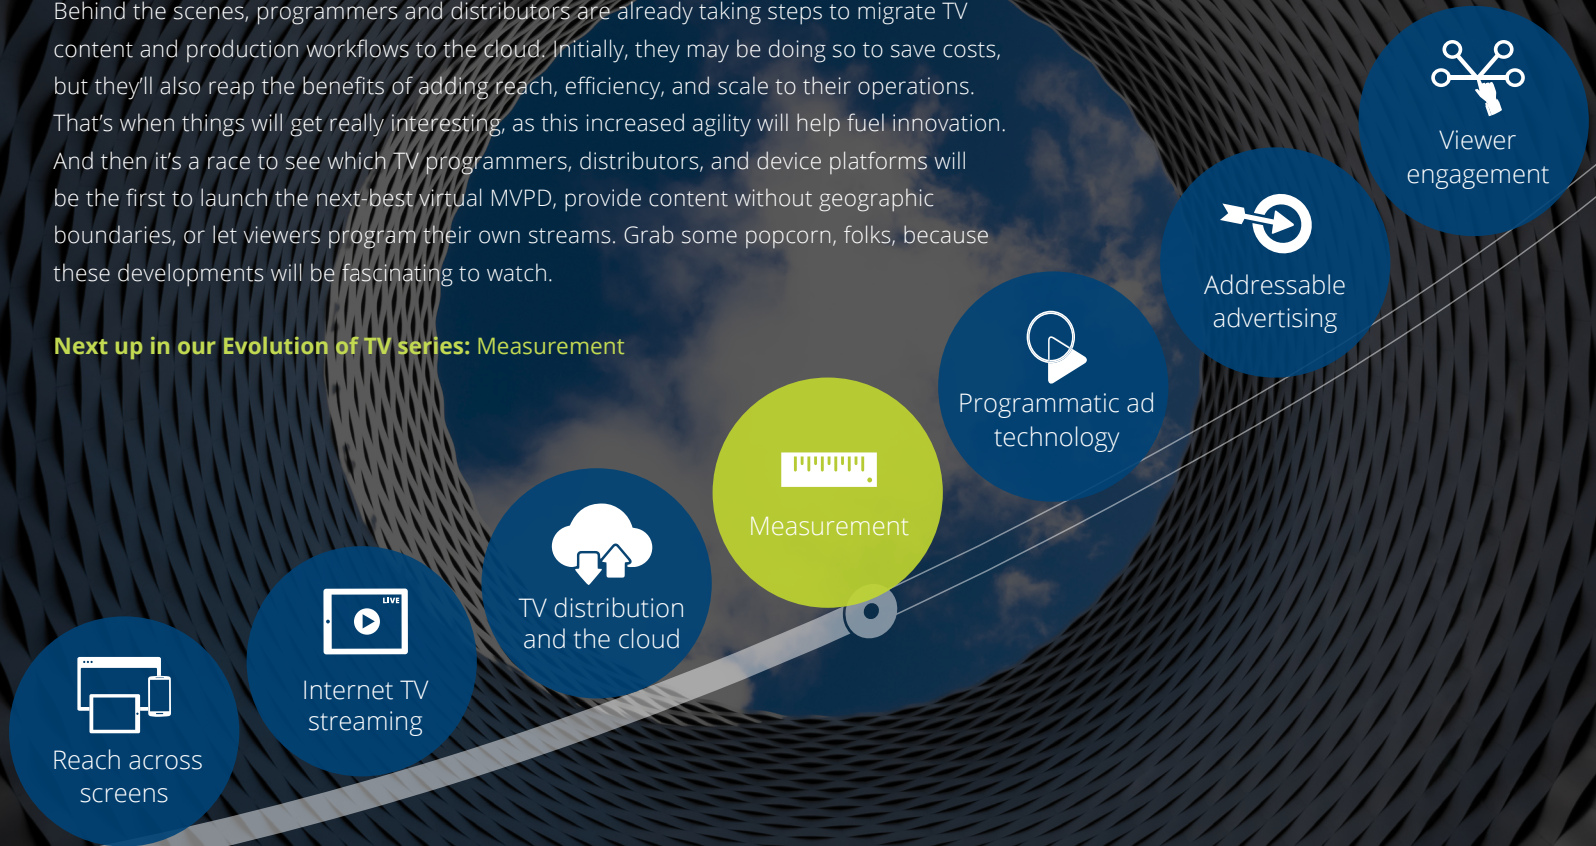 Behind the scenes, programmers and distributors are already taking steps to migrate TV
content and production workflows to the cloud. Initially, they may be doing so to save costs,
but they’ll also reap the benefits of adding reach, efficiency, and scale to their operations.
That’s when things will get really interesting, as this increased agility will help fuel innovation.
And then it’s a race to see which TV programmers, distributors, and device platforms will
be the first to launch the next-best virtual MVPD, provide content without geographic
boundaries, or let viewers program their own streams. Grab some popcorn, folks, because
these developments will be fascinating to watch.
Next up in our Evolution of TV series: Measurement
Reach across
screens
LIVE
Internet TV
streaming
TV distribution
and the cloud
Measurement
Programmatic ad
technology
Addressable
advertising
Viewer
engagement